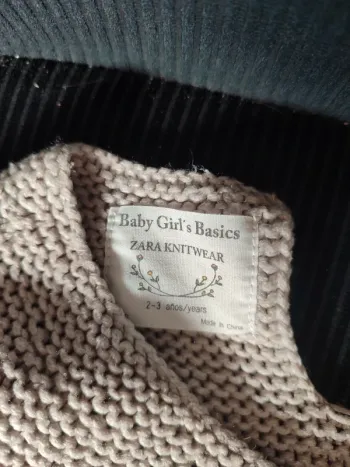 Baby Girl's Basics
ZARA KNITWEAR
2-3 años/years
Made in China